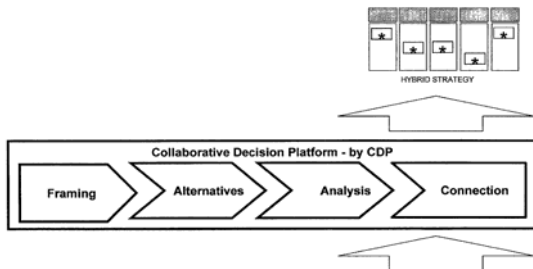 * * * * *
HYBRID STRATEGY
Collaborative Decision Platform - by CDP
Framing Alternatives Analysis Connection